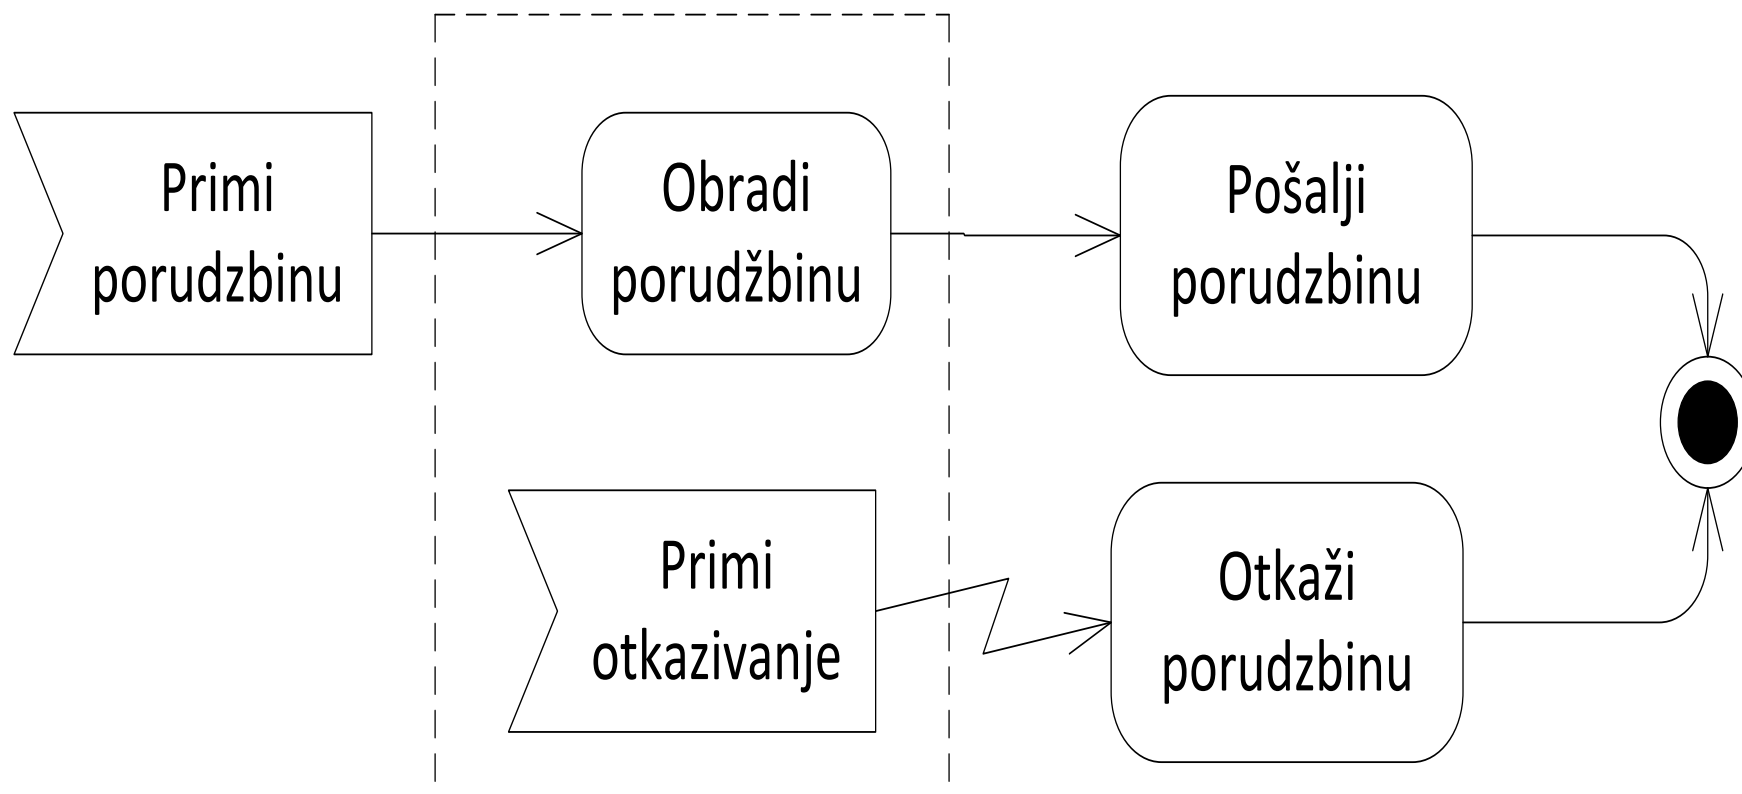 Primi
porudzbinu
Obradi
porudžbinu
Pošalji
porudzbinu
Primi
otkazivanje
Otkaži
porudzbinu